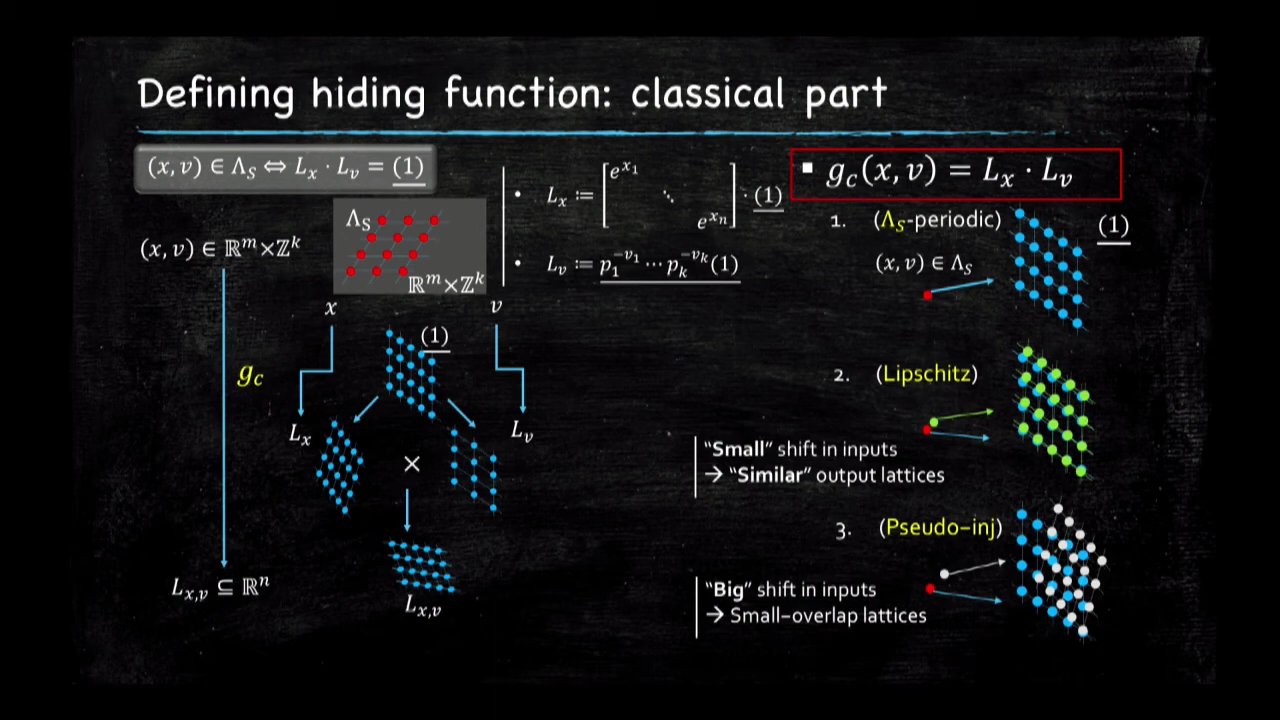 Defining hiding function: classical part
(x, v) ∈ Λ_S ⇔ L_x · L_v = (1)
(x, v) ∈ ℝ^m×ℤ^k
Λ_S
ℝ^m×ℤ^k
x
v
g_c
(1)
L_x
L_v
×
L_{x,v} ⊆ ℝ^n
L_{x,v}
• L_x ≔ [e^{x_1} ⋱ e^{x_n}] · (1)
• L_v ≔ p_1^{-v_1} ⋯ p_k^{-v_k}(1)
▪ g_c(x, v) = L_x · L_v
1. (Λ_S-periodic)
(1)
(x, v) ∈ Λ_S
2. (Lipschitz)
"Small" shift in inputs
→ "Similar" output lattices
3. (Pseudo-inj)
"Big" shift in inputs
→ Small-overlap lattices